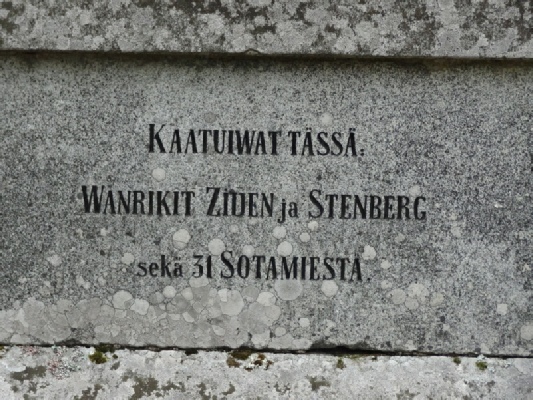 KAATUIWAT TÄSSÄ:
WÄNRIKIT ZIDEN ja STENBERG
sekä 31 SOTAMIESTA.